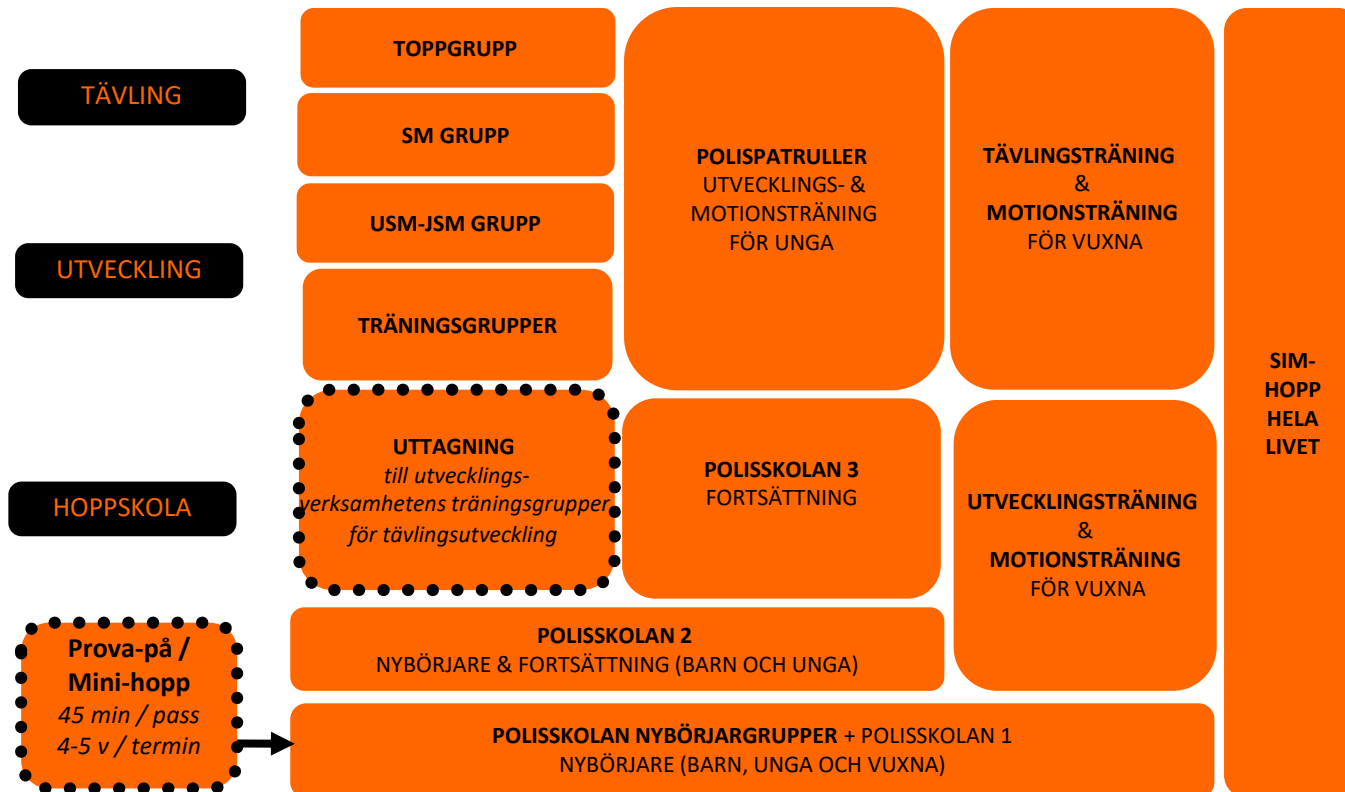 TÄVLING
UTVECKLING
HOPPSKOLA
Prova-på /
Mini-hopp
45 min / pass
4-5 v / termin
TOPPGRUPP
SM GRUPP
USM-JSM GRUPP
TRÄNINGSGRUPPER
UTTAGNING
till utvecklings-
verksamhetens träningsgrupper
för tävlingsutveckling
POLISPATRULLER
UTVECKLINGS- &
MOTIONSTRÄNING
FÖR UNGA
POLISSKOLAN 3
FORTSÄTTNING
TÄVLINGSTRÄNING
&
MOTIONSTRÄNING
FÖR VUXNA
UTVECKLINGSTRÄNING
&
MOTIONSTRÄNING
FÖR VUXNA
POLISSKOLAN 2
NYBÖRJARE & FORTSÄTTNING (BARN OCH UNGA)
POLISSKOLAN NYBÖRJARGRUPPER + POLISSKOLAN 1
NYBÖRJARE (BARN, UNGA OCH VUXNA)
SIM-
HOPP
HELA
LIVET